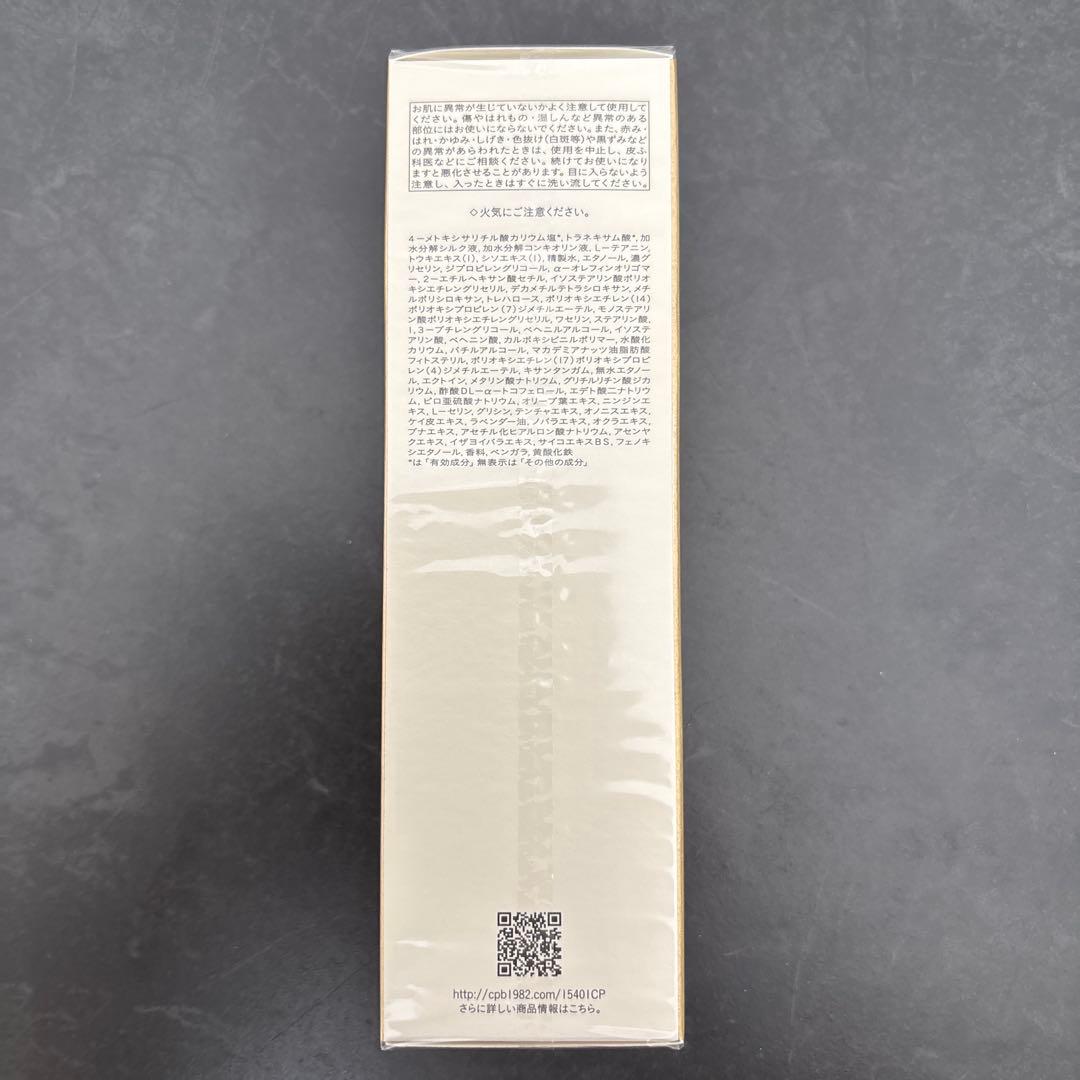 お肌に異常が生じていないかよく注意して使用して
ください。傷やはれもの・湿しんなど異常のある
部位にはお使いにならないでください。また、赤み・
はれ・かゆみ・しげき・色抜け(白斑等)や黒ずみなど
の異常があらわれたときは、使用を中止し、皮ふ
科医などにご相談ください。続けてお使いになり
ますと悪化させることがあります。目に入らないよう
注意し、入ったときはすぐに洗い流してください。
◇火気にご注意ください。
4ーメトキシサリチル酸カリウム塩*,トラネキサム酸*,加
水分解シルク液,加水分解コンキオリン液,Lーテアニン,
トウキエキス(1),シソエキス(1),精製水,エタノール,濃グ
リセリン,ジプロピレングリコール,αーオレフィンオリゴマ
ー,2ーエチルヘキサン酸セチル,イソステアリン酸ポリオ
キシエチレングリセリル,デカメチルテトラシロキサン,メチ
ルポリシロキサン,トレハロース,ポリオキシエチレン(14)
ポリオキシプロピレン(7)ジメチルエーテル,モノステアリ
ン酸ポリオキシエチレングリセリル,ワセリン,ステアリン酸,
1,3ーブチレングリコール,ベヘニルアルコール,イソステ
アリン酸,ベヘニン酸,カルボキシビニルポリマー,水酸化
カリウム,バチルアルコール,マカデミアナッツ油脂肪酸
フィトステリル,ポリオキシエチレン(17)ポリオキシプロピ
レン(4)ジメチルエーテル,キサンタンガム,無水エタノー
ル,エクトイン,メタリン酸ナトリウム,グリチルリチン酸ジカ
リウム,酢酸DLーαートコフェロール,エデト酸二ナトリウ
ム,ピロ亜硫酸ナトリウム,オリーブ葉エキス,ニンジンエ
キス,Lーセリン,グリシン,テンチャエキス,オノニスエキス,
ケイ皮エキス,ラベンダー油,ノバラエキス,オクラエキス,
ブナエキス,アセチル化ヒアルロン酸ナトリウム,アセンヤ
クエキス,イザヨイバラエキス,サイコエキスBS,フェノキ
シエタノール,香料,ベンガラ,黄酸化鉄
*は「有効成分」無表示は「その他の成分」
http://cpb1982.com/15401CP
さらに詳しい商品情報はこちら。